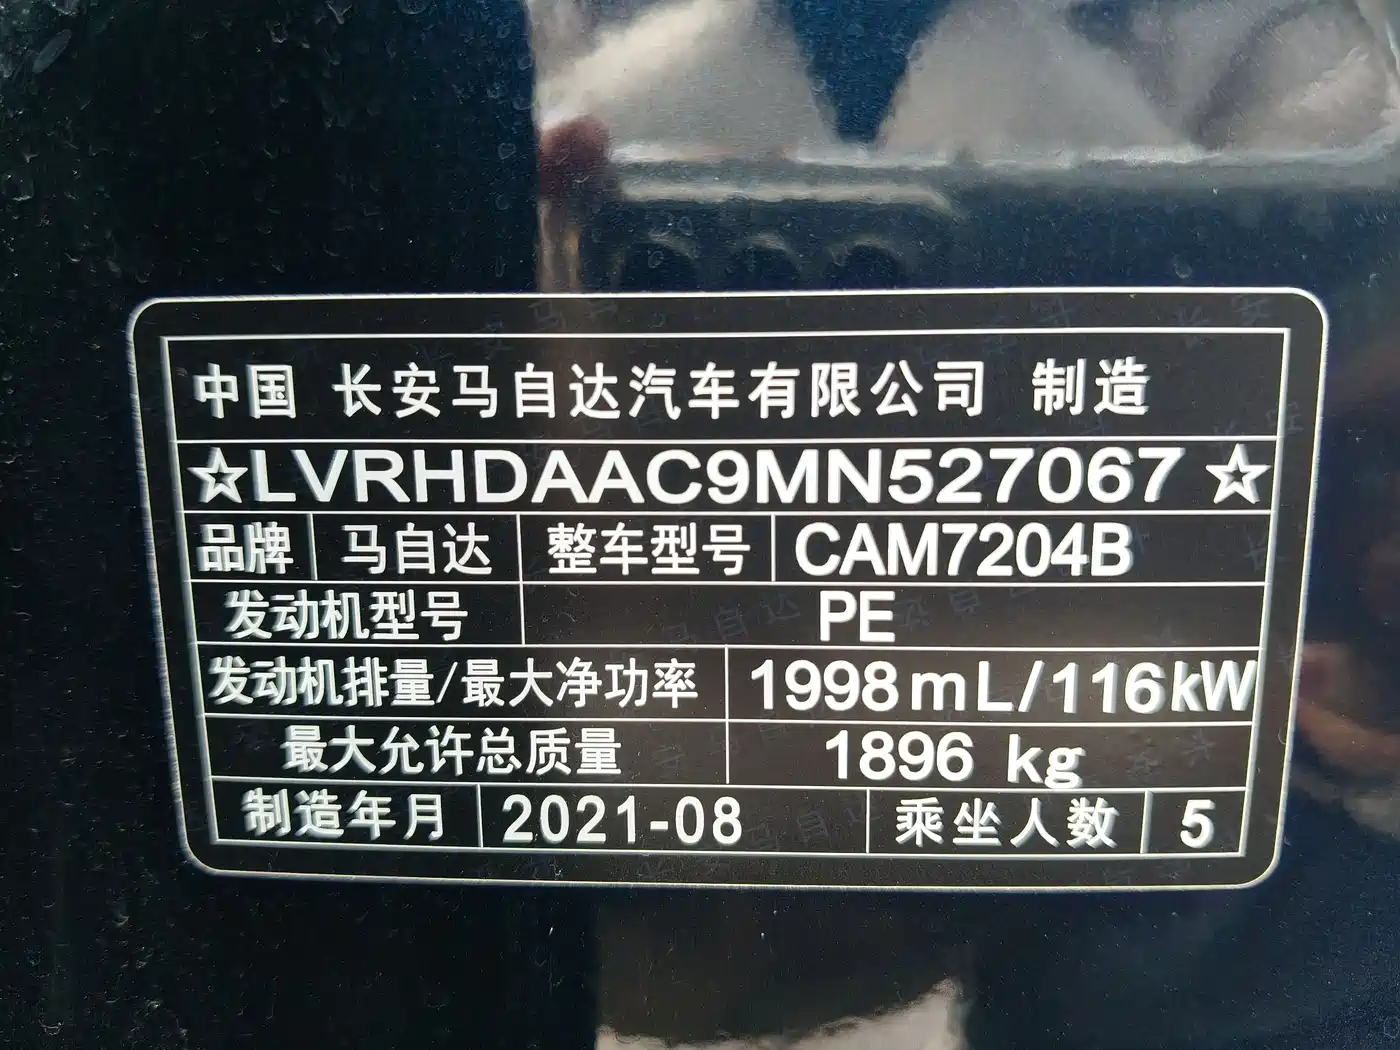 中国 长安马自达汽车有限公司 制造
☆LVRHDAAC9MN527067☆
品牌 马自达 整车型号 CAM7204B
发动机型号 PE
发动机排量/最大净功率 1998mL/116kW
最大允许总质量 1896 kg
制造年月 2021-08 乘坐人数 5